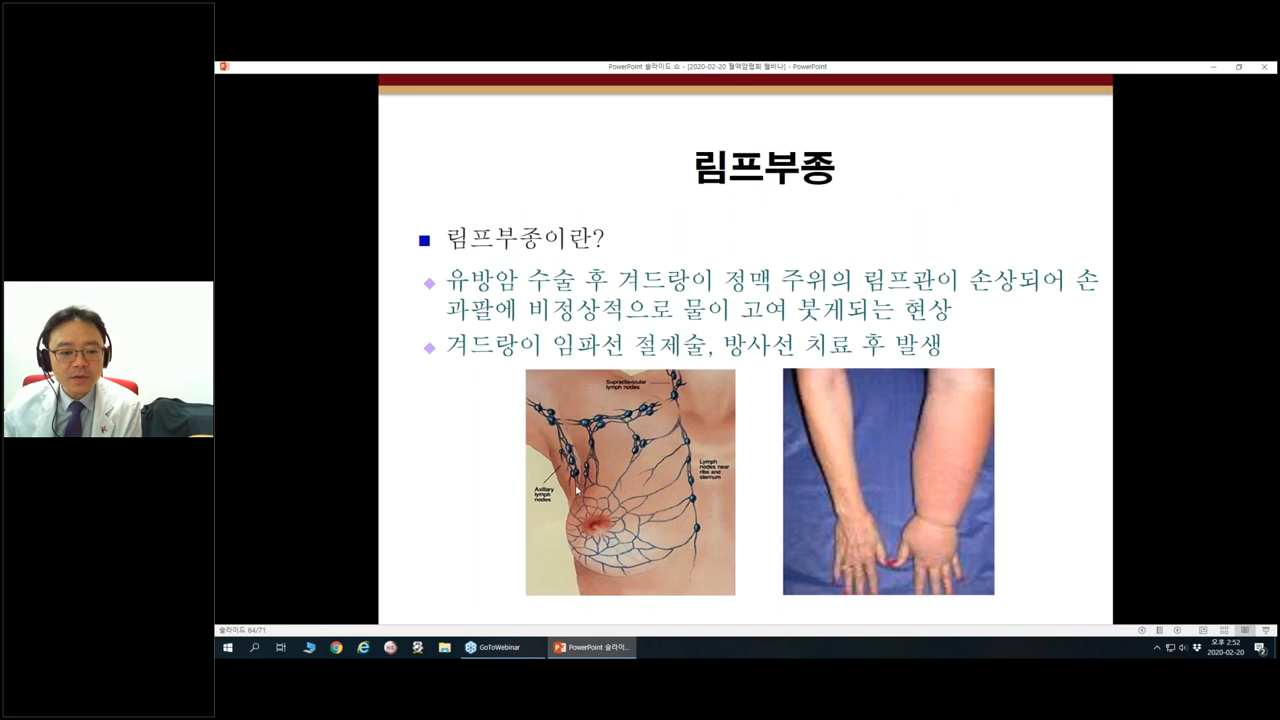 PowerPoint 슬라이드 쇼 - [2020-02-20 혈액암협회 웹비나] - PowerPoint
림프부종
림프부종이란?
유방암 수술 후 겨드랑이 정맥 주위의 림프관이 손상되어 손
과팔에 비정상적으로 물이 고여 붓게되는 현상
겨드랑이 임파선 절제술, 방사선 치료 후 발생
Supraclavicular
lymph nodes
Lymph
nodes near
ribs and
sternum
Axillary
lymph
nodes
슬라이드 64/71
GoToWebinar
PowerPoint 슬라이...
오후 2:52
2020-02-20